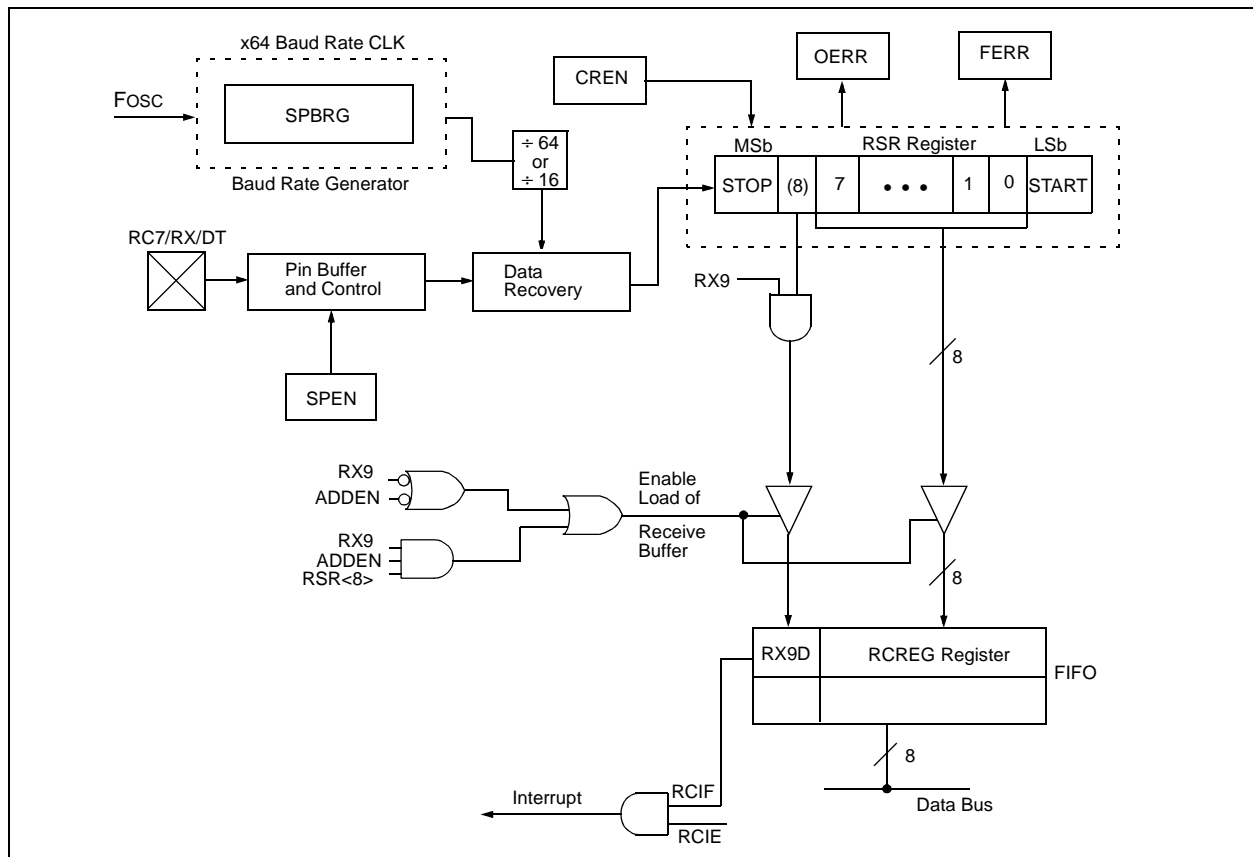 x64 Baud Rate CLK
FOSC
SPBRG
Baud Rate Generator
÷ 64
or
÷ 16
CREN
OERR
FERR
MSb
RSR Register
LSb
STOP
(8)
7
• • •
1
0
START
RC7/RX/DT
Pin Buffer
and Control
Data
Recovery
SPEN
RX9
8
RX9
ADDEN
RX9
ADDEN
RSR<8>
Enable
Load of
Receive
Buffer
8
RX9D
RCREG Register
FIFO
8
Data Bus
Interrupt
RCIF
RCIE